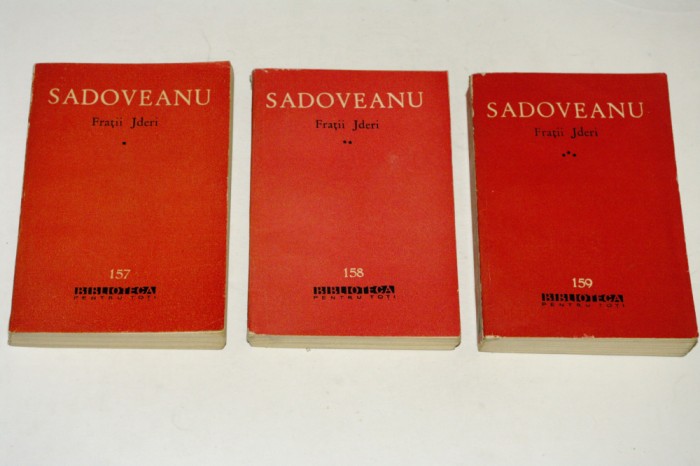 SADOVEANU
Frații Jderi
*
157
BIBLIOTECA
PENTRU TOȚI
SADOVEANU
Frații Jderi
**
158
BIBLIOTECA
PENTRU TOȚI
SADOVEANU
Frații Jderi
***
159
BIBLIOTECA
PENTRU TOȚI